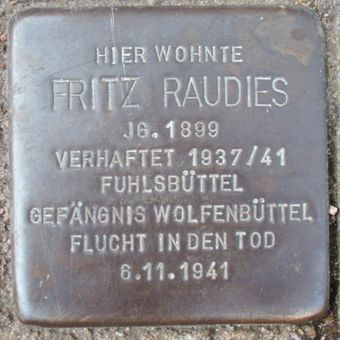 HIER WOHNTE
FRITZ RAUDIES
JG. 1899
VERHAFTET 1937/41
FUHLSBÜTTEL
GEFÄNGNIS WOLFENBÜTTEL
FLUCHT IN DEN TOD
6.11.1941